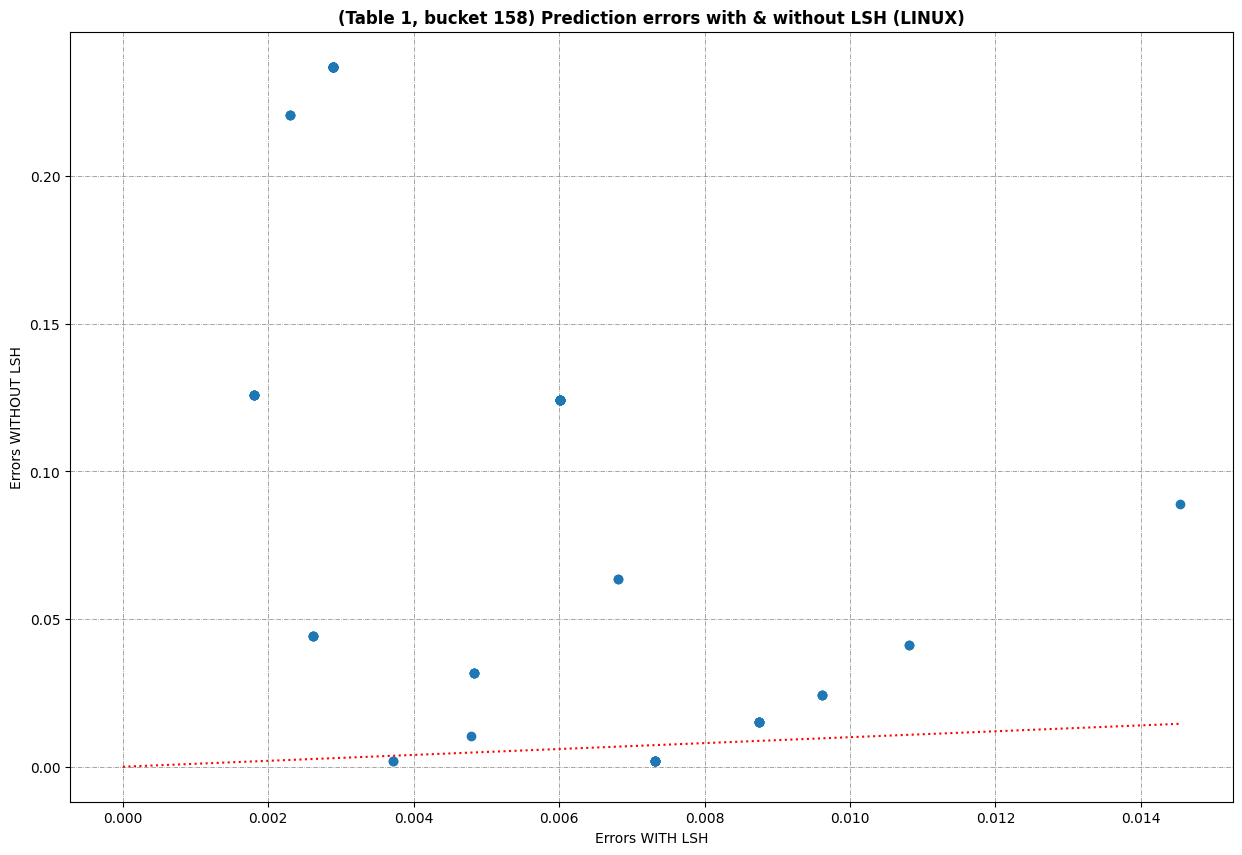 (Table 1, bucket 158) Prediction errors with & without LSH (LINUX)
Errors WITHOUT LSH
0.20
0.15
0.10
0.05
0.00
0.000 0.002 0.004 0.006 0.008 0.010 0.012 0.014
Errors WITH LSH